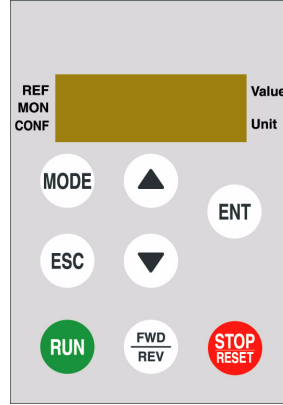 REF
MON
CONF
Value
Unit
MODE
ENT
ESC
RUN
FWD
REV
STOP
RESET